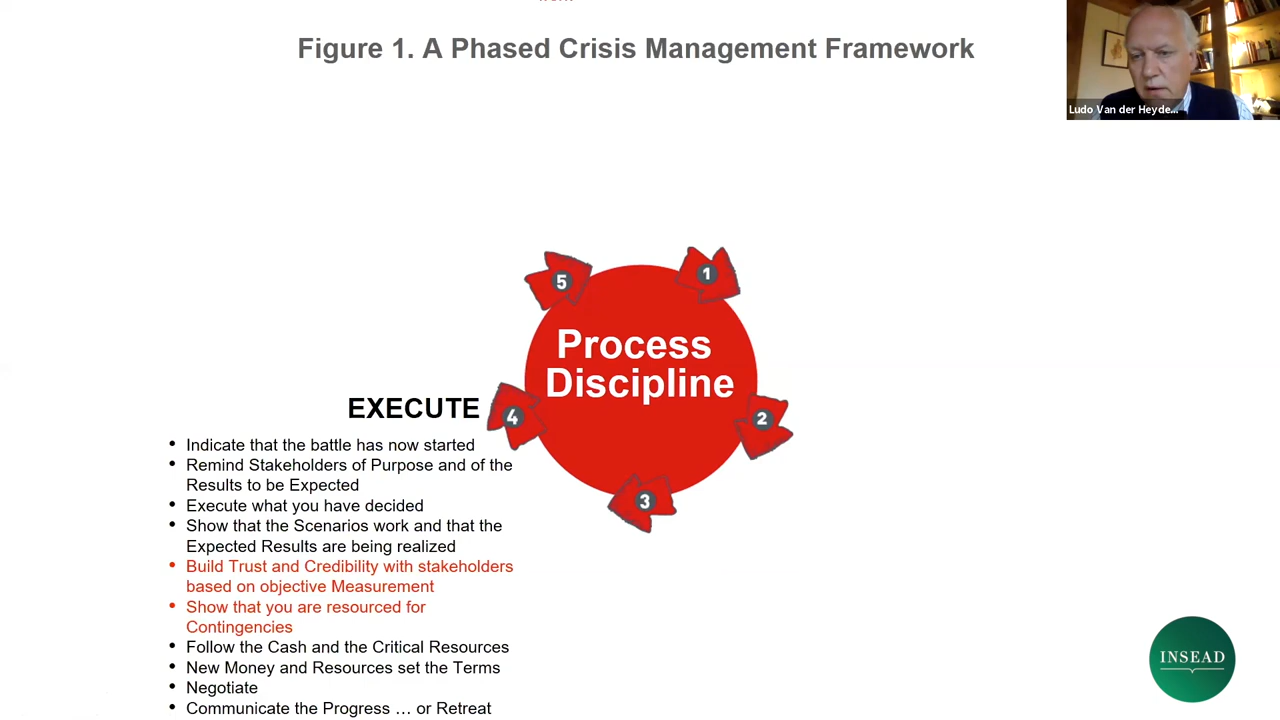 Figure 1. A Phased Crisis Management Framework
Ludo Van der Heyde...
5
1
Process
Discipline
EXECUTE
4
2
3
• Indicate that the battle has now started
• Remind Stakeholders of Purpose and of the
Results to be Expected
• Execute what you have decided
• Show that the Scenarios work and that the
Expected Results are being realized
• Build Trust and Credibility with stakeholders
based on objective Measurement
• Show that you are resourced for
Contingencies
• Follow the Cash and the Critical Resources
• New Money and Resources set the Terms
• Negotiate
• Communicate the Progress … or Retreat
INSEAD